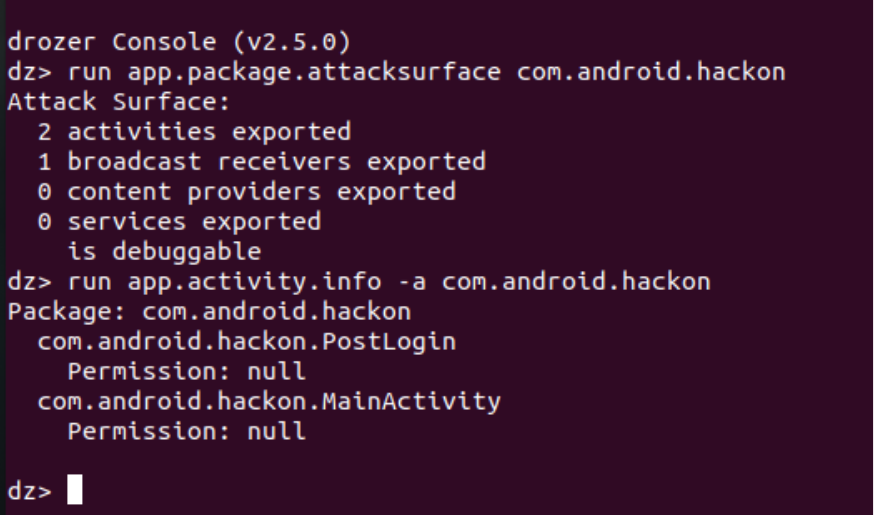 drozer Console (v2.5.0)
dz> run app.package.attacksurface com.android.hackon
Attack Surface:
  2 activities exported
  1 broadcast receivers exported
  0 content providers exported
  0 services exported
    is debuggable
dz> run app.activity.info -a com.android.hackon
Package: com.android.hackon
  com.android.hackon.PostLogin
    Permission: null
  com.android.hackon.MainActivity
    Permission: null
dz>